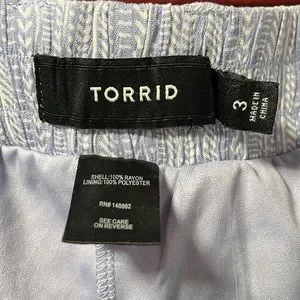 TORRID
3
MADE IN
CHINA
SHELL:100% RAYON
LINING:100% POLYESTER
RN# 148662
SEE CARE
ON REVERSE